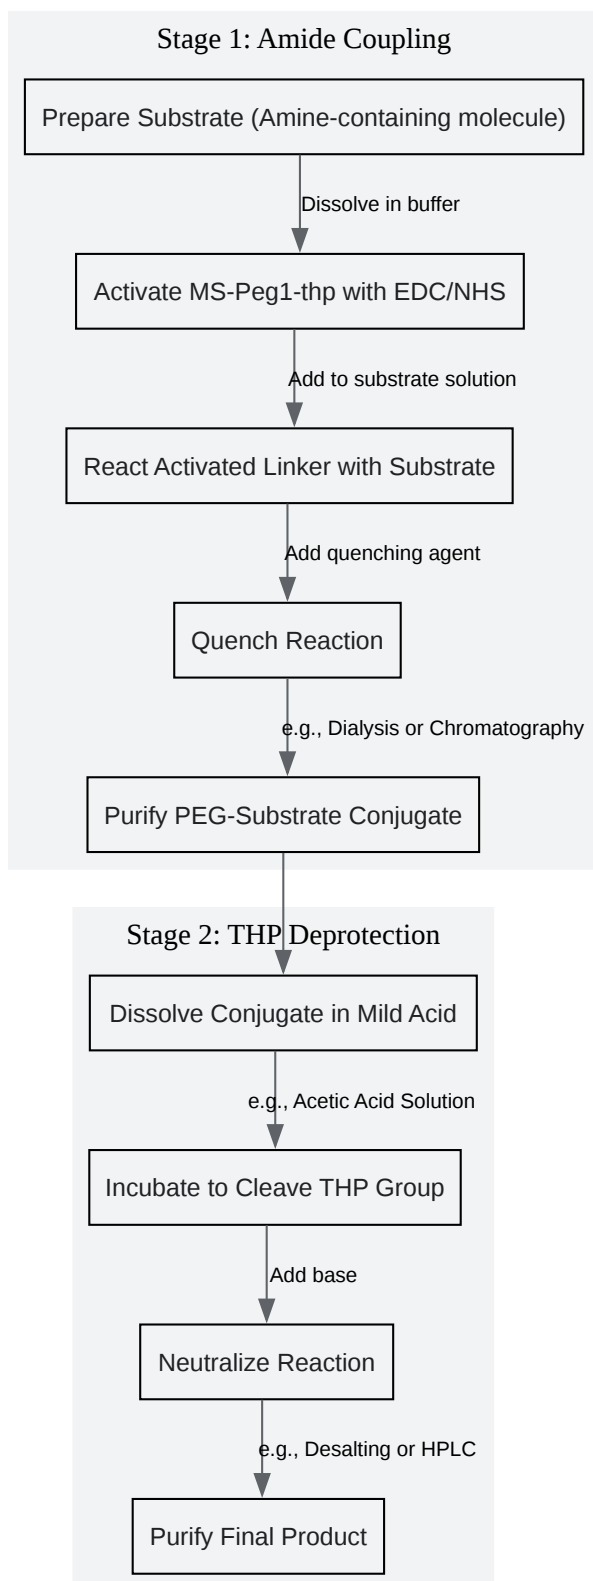 Stage 1: Amide Coupling
Prepare Substrate (Amine-containing molecule)
Dissolve in buffer
Activate MS-Peg1-thp with EDC/NHS
Add to substrate solution
React Activated Linker with Substrate
Add quenching agent
Quench Reaction
e.g., Dialysis or Chromatography
Purify PEG-Substrate Conjugate
Stage 2: THP Deprotection
Dissolve Conjugate in Mild Acid
e.g., Acetic Acid Solution
Incubate to Cleave THP Group
Add base
Neutralize Reaction
e.g., Desalting or HPLC
Purify Final Product